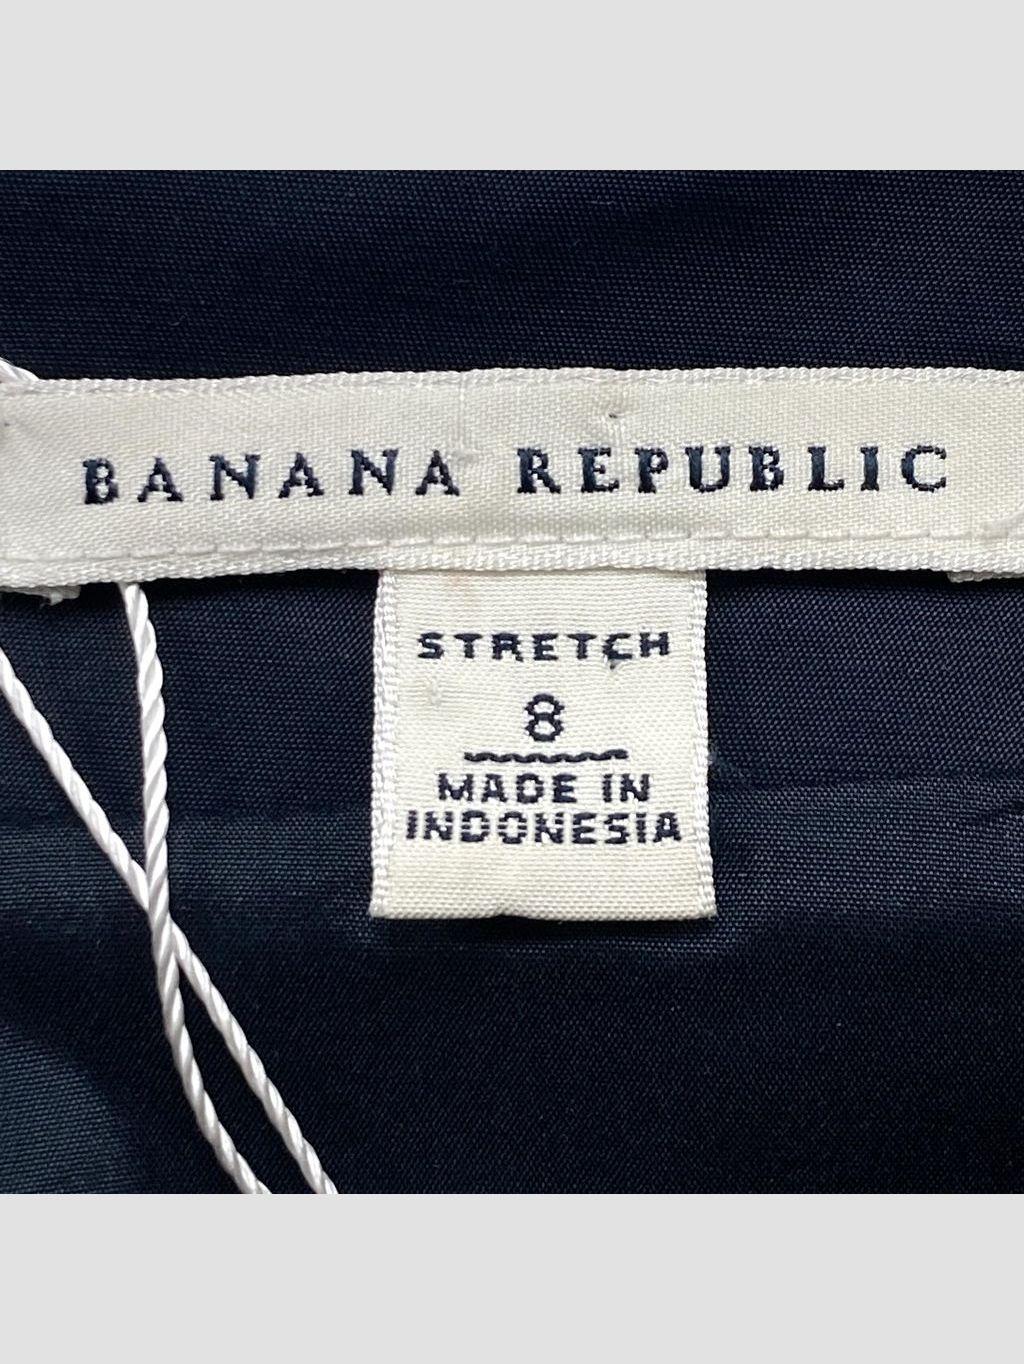 BANANA REPUBLIC
STRETCH
8
MADE IN
INDONESIA